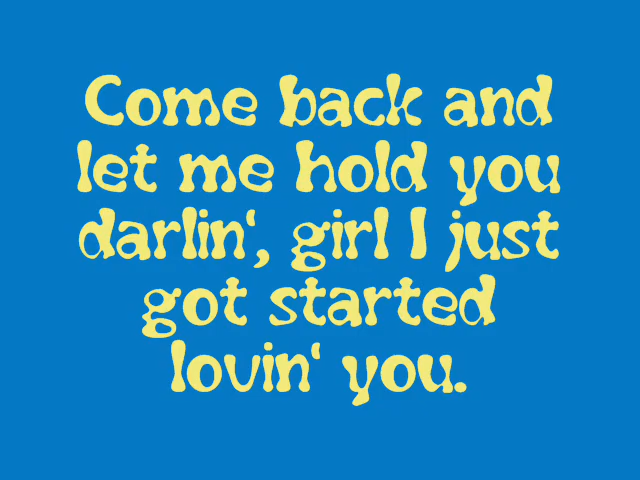 Come back and
let me hold you
darlin', girl I just
got started
lovin' you.